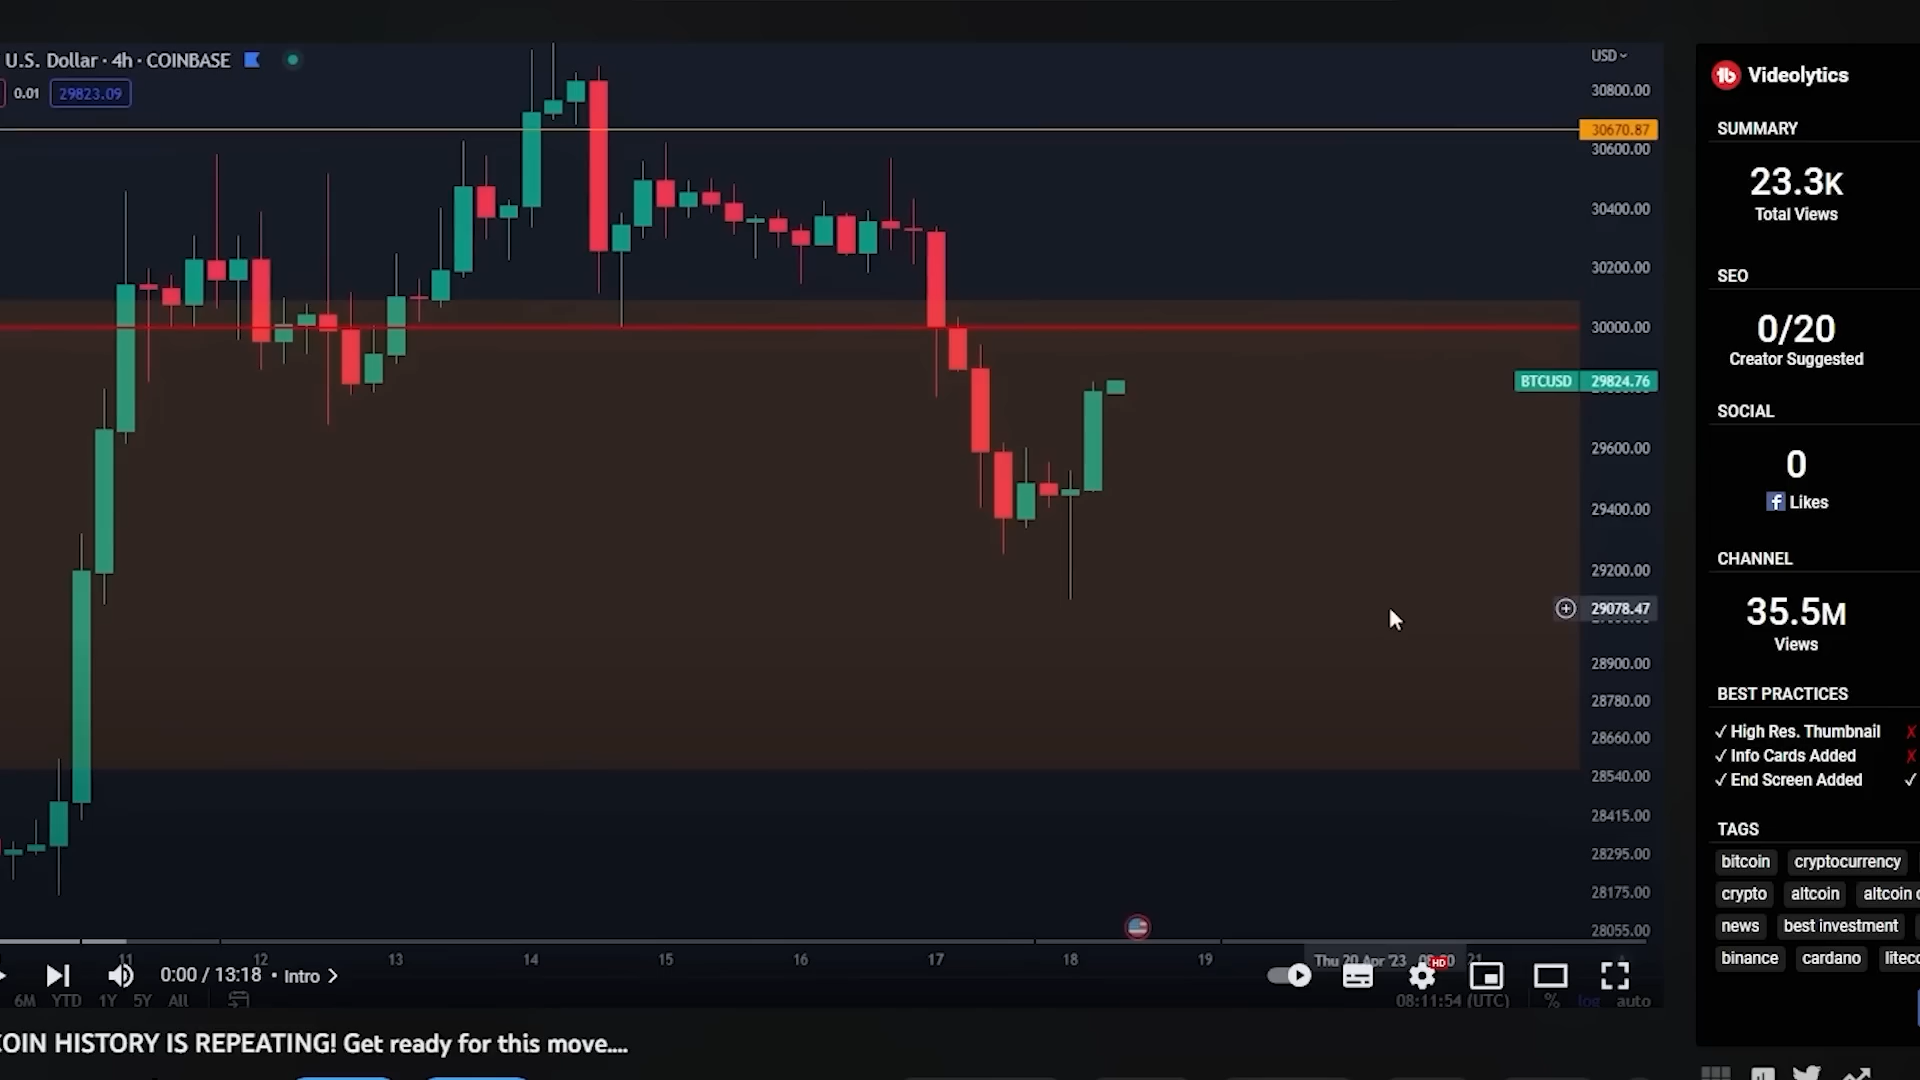 U.S. Dollar · 4h · COINBASE
0.01 29823.09
USD
30800.00
30670.87
30600.00
30400.00
30200.00
30000.00
BTCUSD 29824.76
29600.00
29400.00
29200.00
29078.47
28900.00
28780.00
28660.00
28540.00
28415.00
28295.00
28175.00
28055.00
11 12 13 14 15 16 17 18 19 Thu 20 Apr '23 21
0:00 / 13:18 • Intro
HD
6M YTD 1Y 5Y All
08:11:54 (UTC) % log auto
COIN HISTORY IS REPEATING! Get ready for this move....
Videolytics
SUMMARY
23.3K
Total Views
SEO
0/20
Creator Suggested
SOCIAL
0
f Likes
CHANNEL
35.5M
Views
BEST PRACTICES
✓ High Res. Thumbnail ✗
✓ Info Cards Added ✗
✓ End Screen Added ✓
TAGS
bitcoin cryptocurrency
crypto altcoin altcoin
news best investment
binance cardano litec